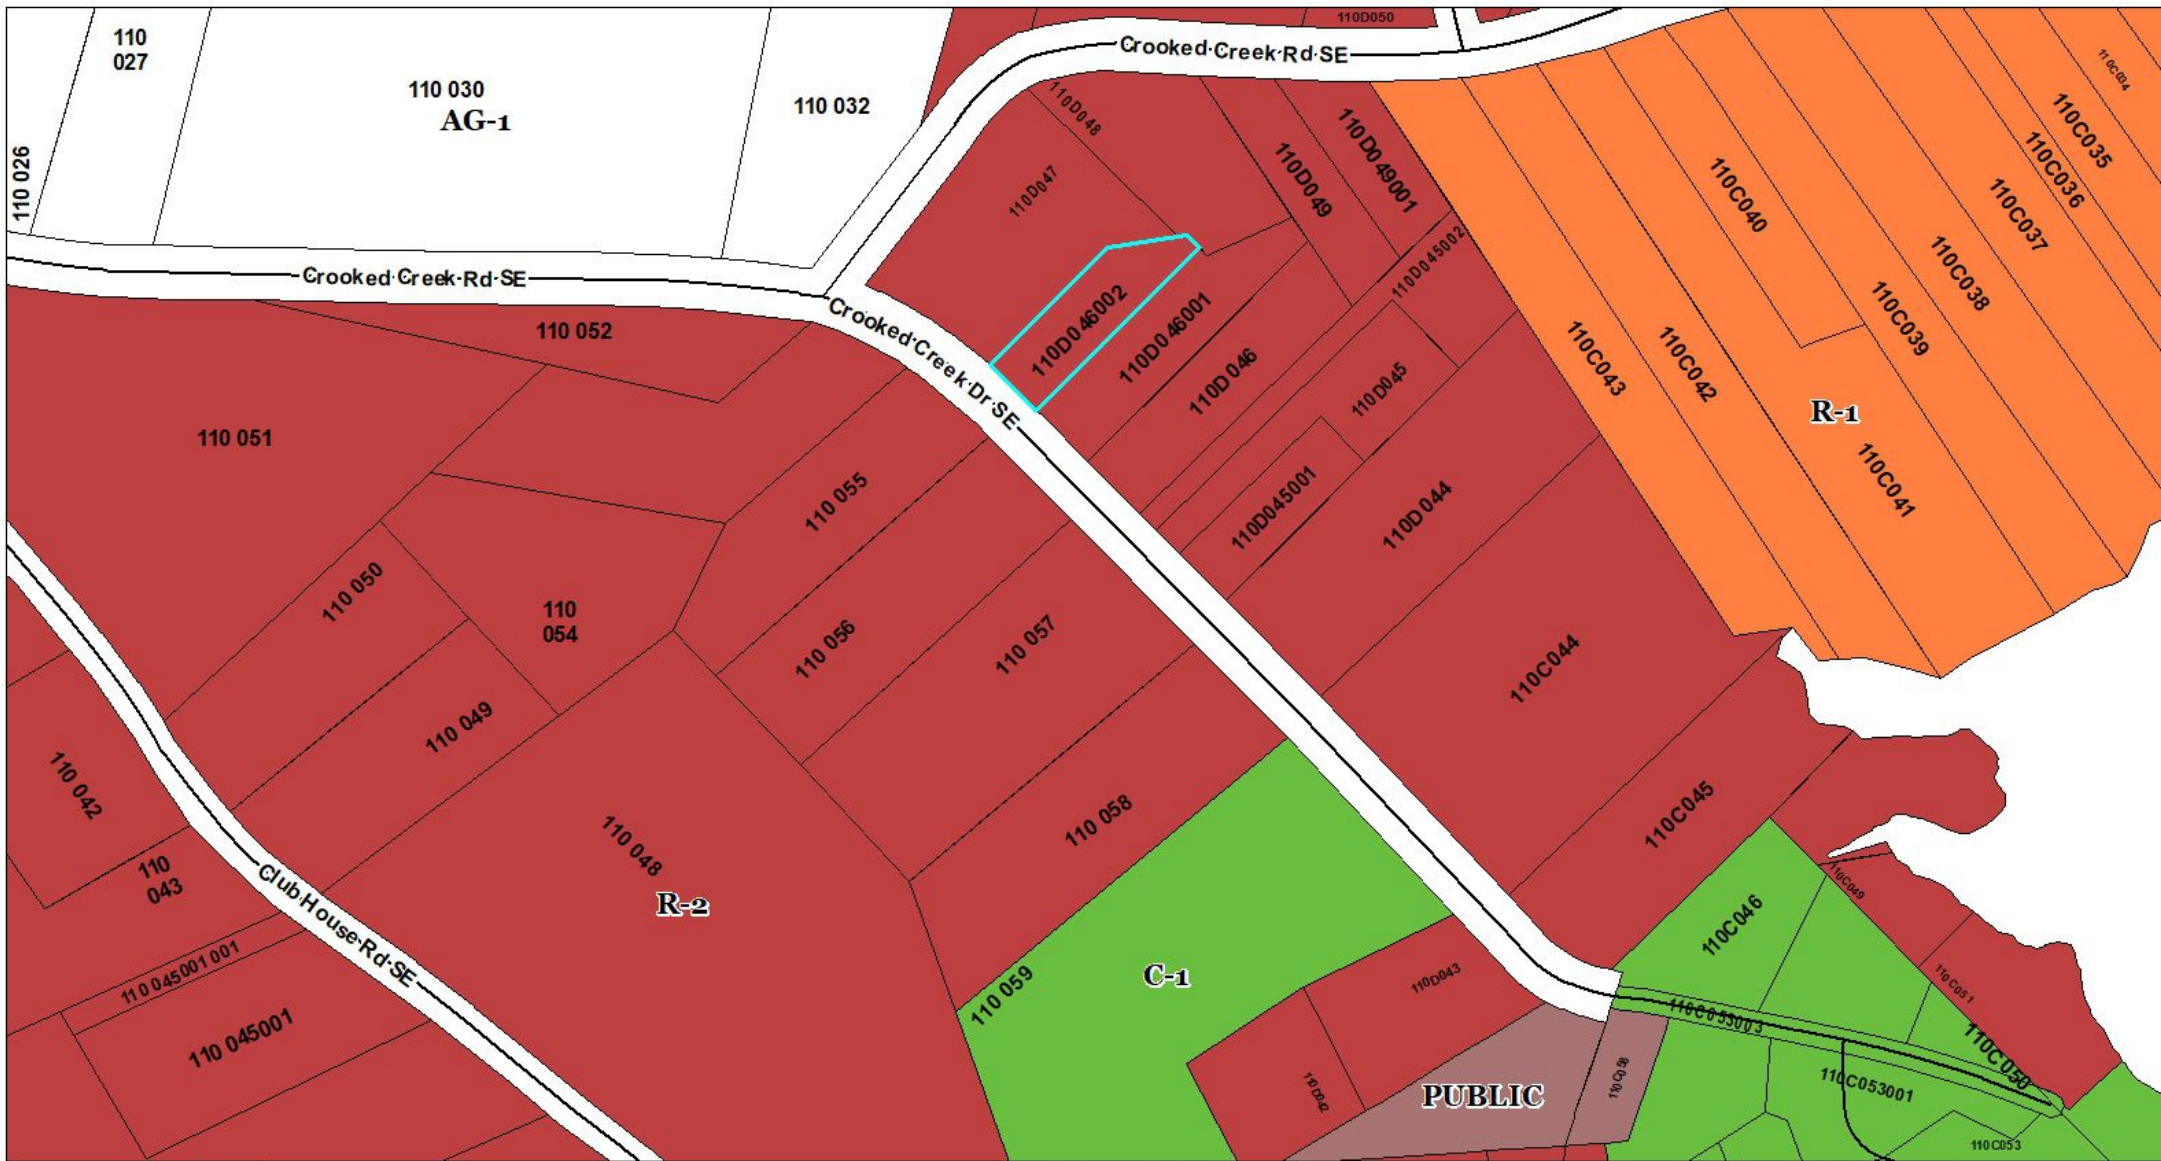 110D050
110
027
Crooked Creek Rd SE
110C034
110 030
AG-1
110 032
110D048
110D049001
110C035
110 026
110D047
110D049
110C040
110C036
110C037
110D045002
110C038
Crooked Creek Rd SE
110 052
Crooked Creek Dr SE
110D046002
110D046001
110D046
110D045
110C043
110C042
110C039
R-1
110 051
110 055
110D045001
110D044
110C041
110 050
110
054
110 056
110 057
110C044
110 049
110 042
110 048
110 058
110C045
110
043
Club House Rd SE
R-2
110C049
110C046
110 045001 001
110 059
C-1
110D043
110C051
110 045001
110C053003
110C050
110D042
PUBLIC
110C058
110C053001
110C053